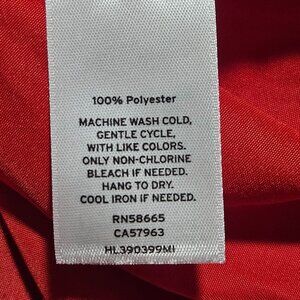 100% Polyester
MACHINE WASH COLD,
GENTLE CYCLE,
WITH LIKE COLORS.
ONLY NON-CHLORINE
BLEACH IF NEEDED.
HANG TO DRY.
COOL IRON IF NEEDED.
RN58665
CA57963
HL390399MI